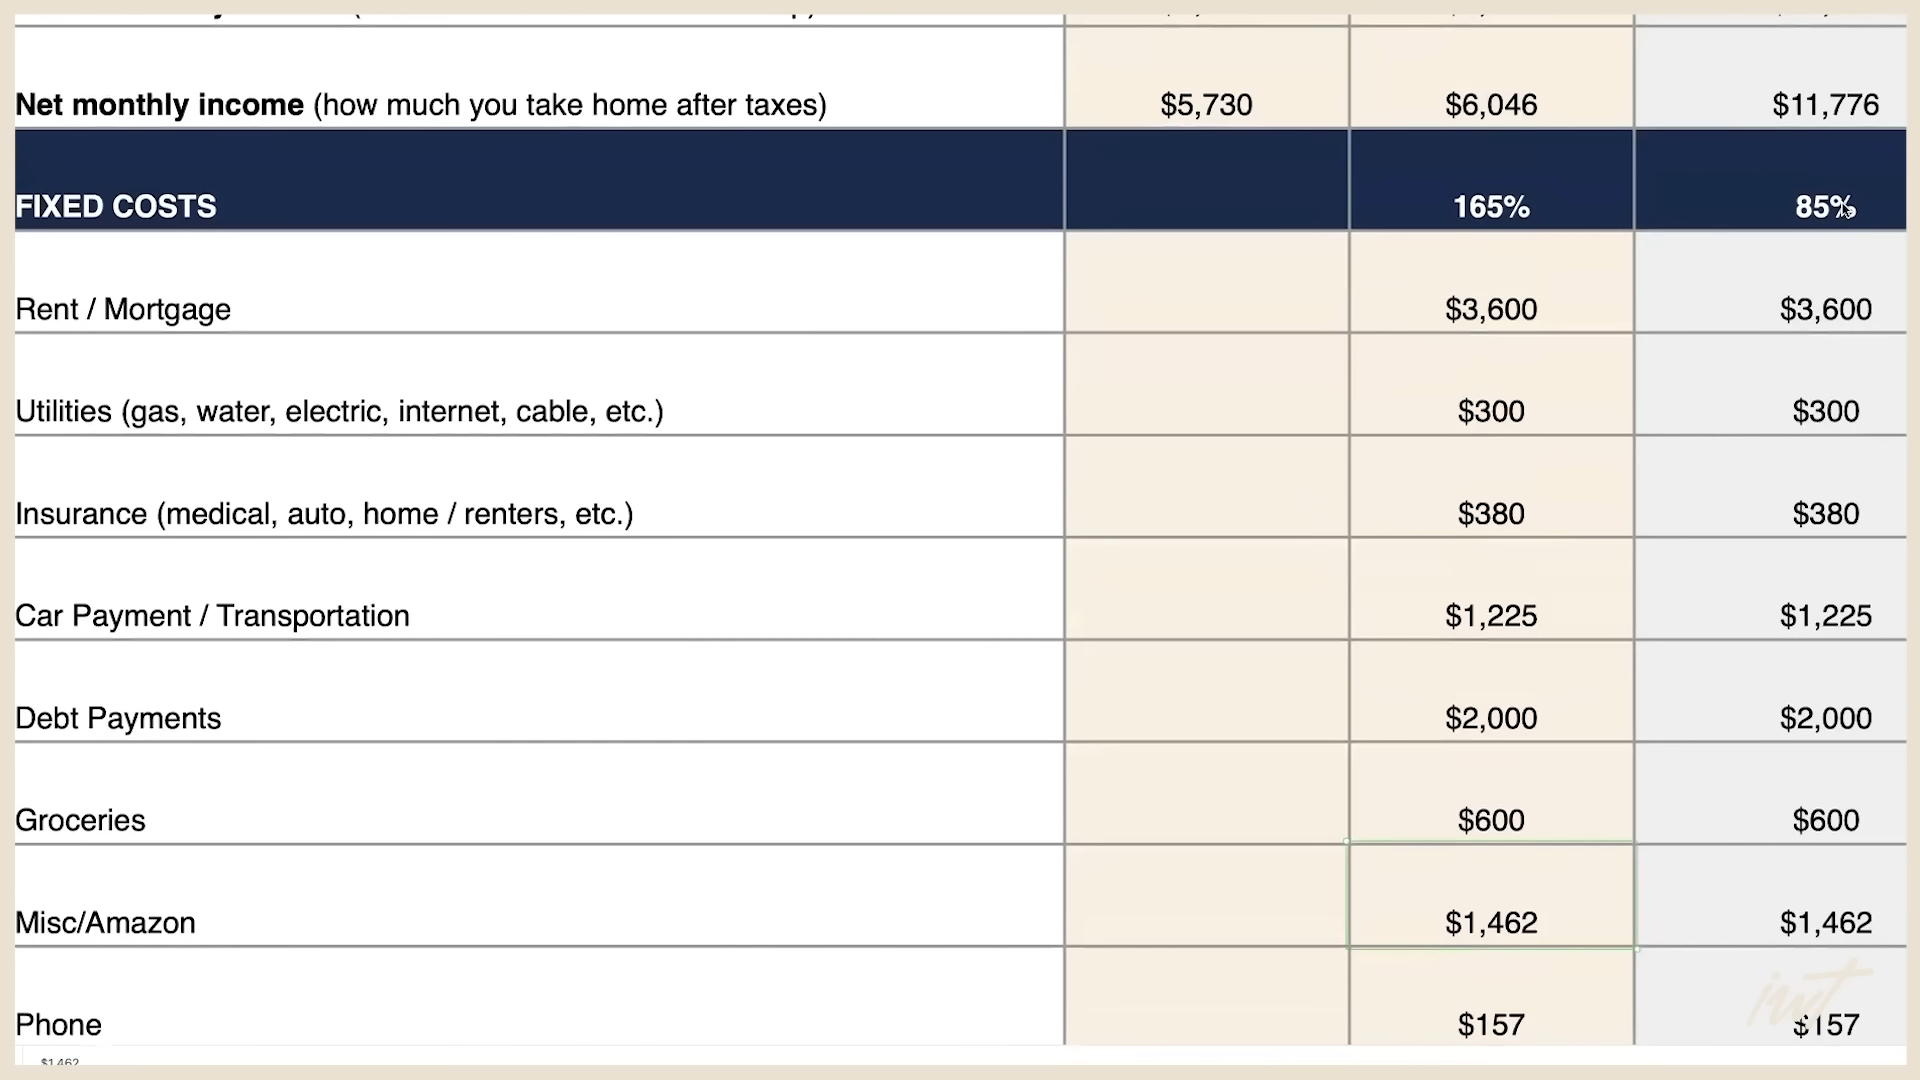 Net monthly income (how much you take home after taxes) $5,730 $6,046 $11,776
FIXED COSTS 165% 85%
Rent / Mortgage $3,600 $3,600
Utilities (gas, water, electric, internet, cable, etc.) $300 $300
Insurance (medical, auto, home / renters, etc.) $380 $380
Car Payment / Transportation $1,225 $1,225
Debt Payments $2,000 $2,000
Groceries $600 $600
Misc/Amazon $1,462 $1,462
Phone $157 $157
iwt
$1,462